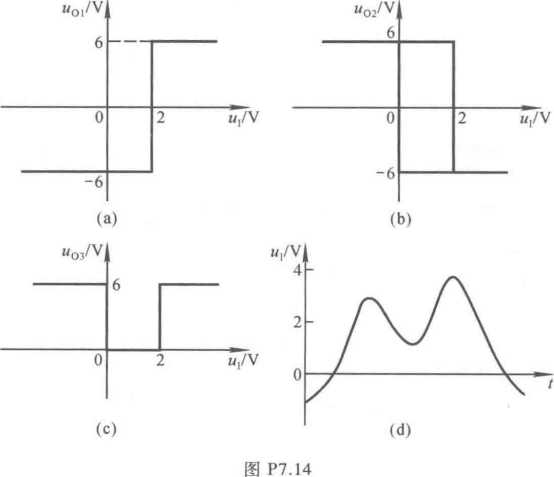 u_O1/V
6
0
2
u_I/V
−6
(a)
u_O2/V
6
0
2
u_I/V
−6
(b)
u_O3/V
6
0
2
u_I/V
(c)
u_I/V
4
2
0
t
(d)
图 P7.14